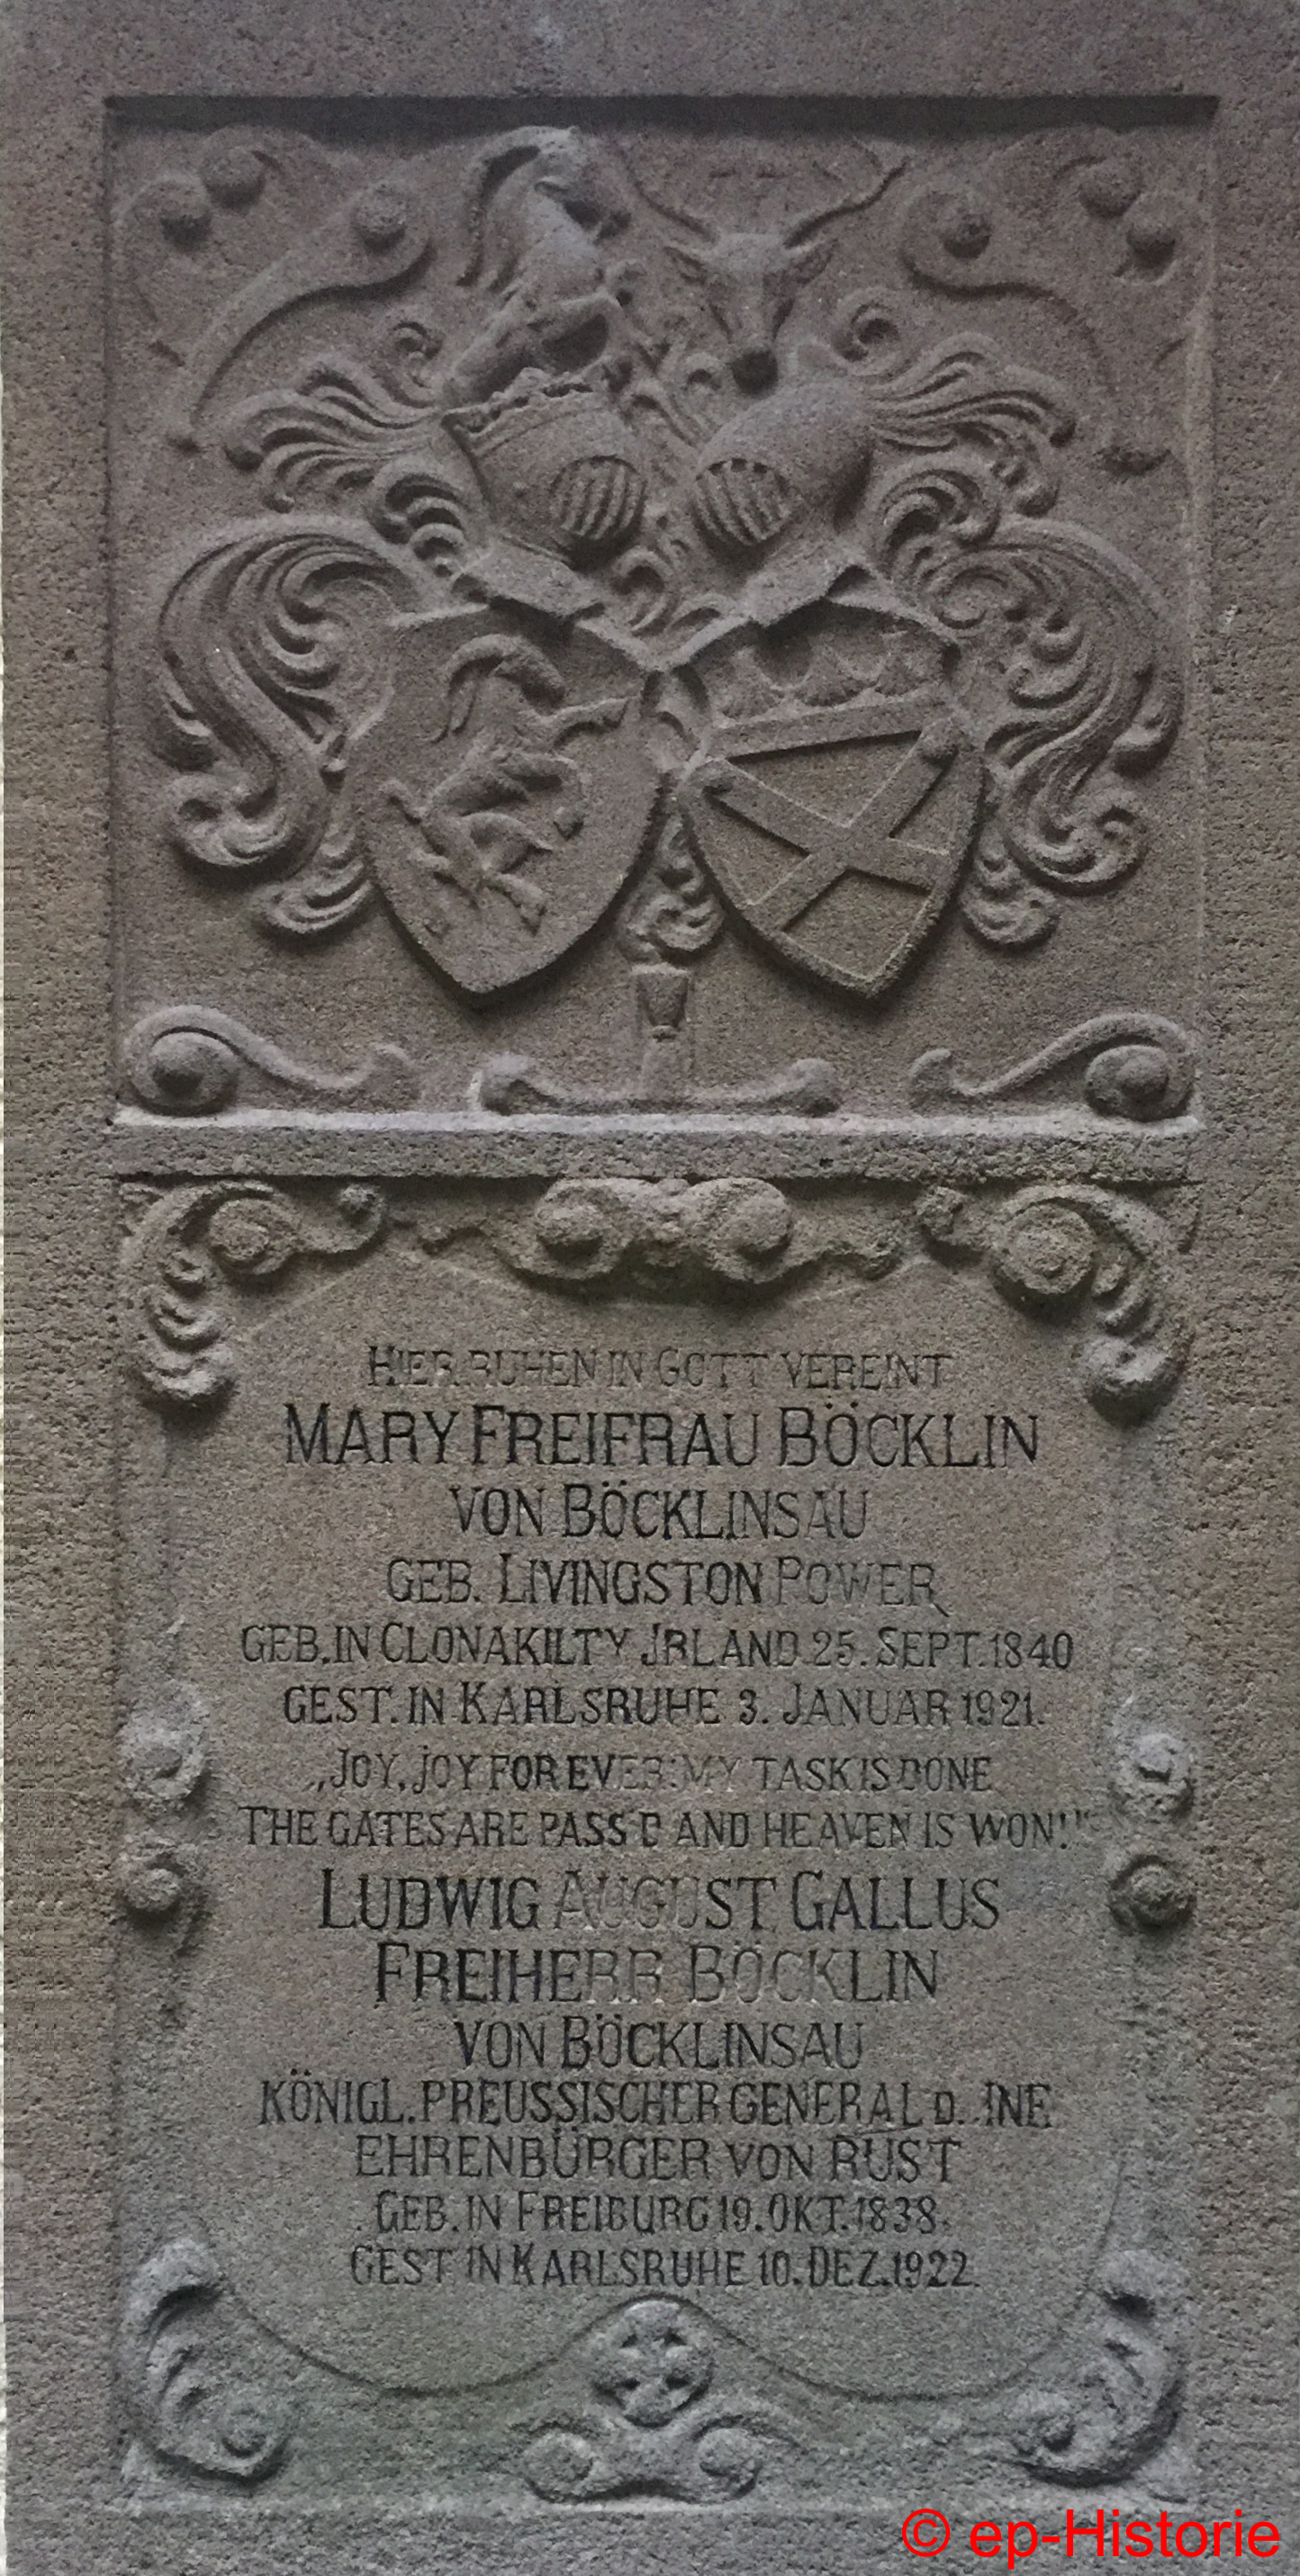 HIER RUHEN IN GOTT VEREINT
MARY FREIFRAU BÖCKLIN
VON BÖCKLINSAU
GEB. LIVINGSTON POWER
GEB. IN CLONAKILTY JRLAND 25. SEPT. 1840
GEST. IN KARLSRUHE 3. JANUAR 1921.
„JOY, JOY FOR EVER: MY TASK IS DONE
THE GATES ARE PASS'D AND HEAVEN IS WON!"
LUDWIG AUGUST GALLUS
FREIHERR BÖCKLIN
VON BÖCKLINSAU
KÖNIGL. PREUSSISCHER GENERAL D. INF
EHRENBÜRGER VON RUST
GEB. IN FREIBURG 19. OKT. 1838.
GEST IN KARLSRUHE 10. DEZ. 1922.
© ep-Historie